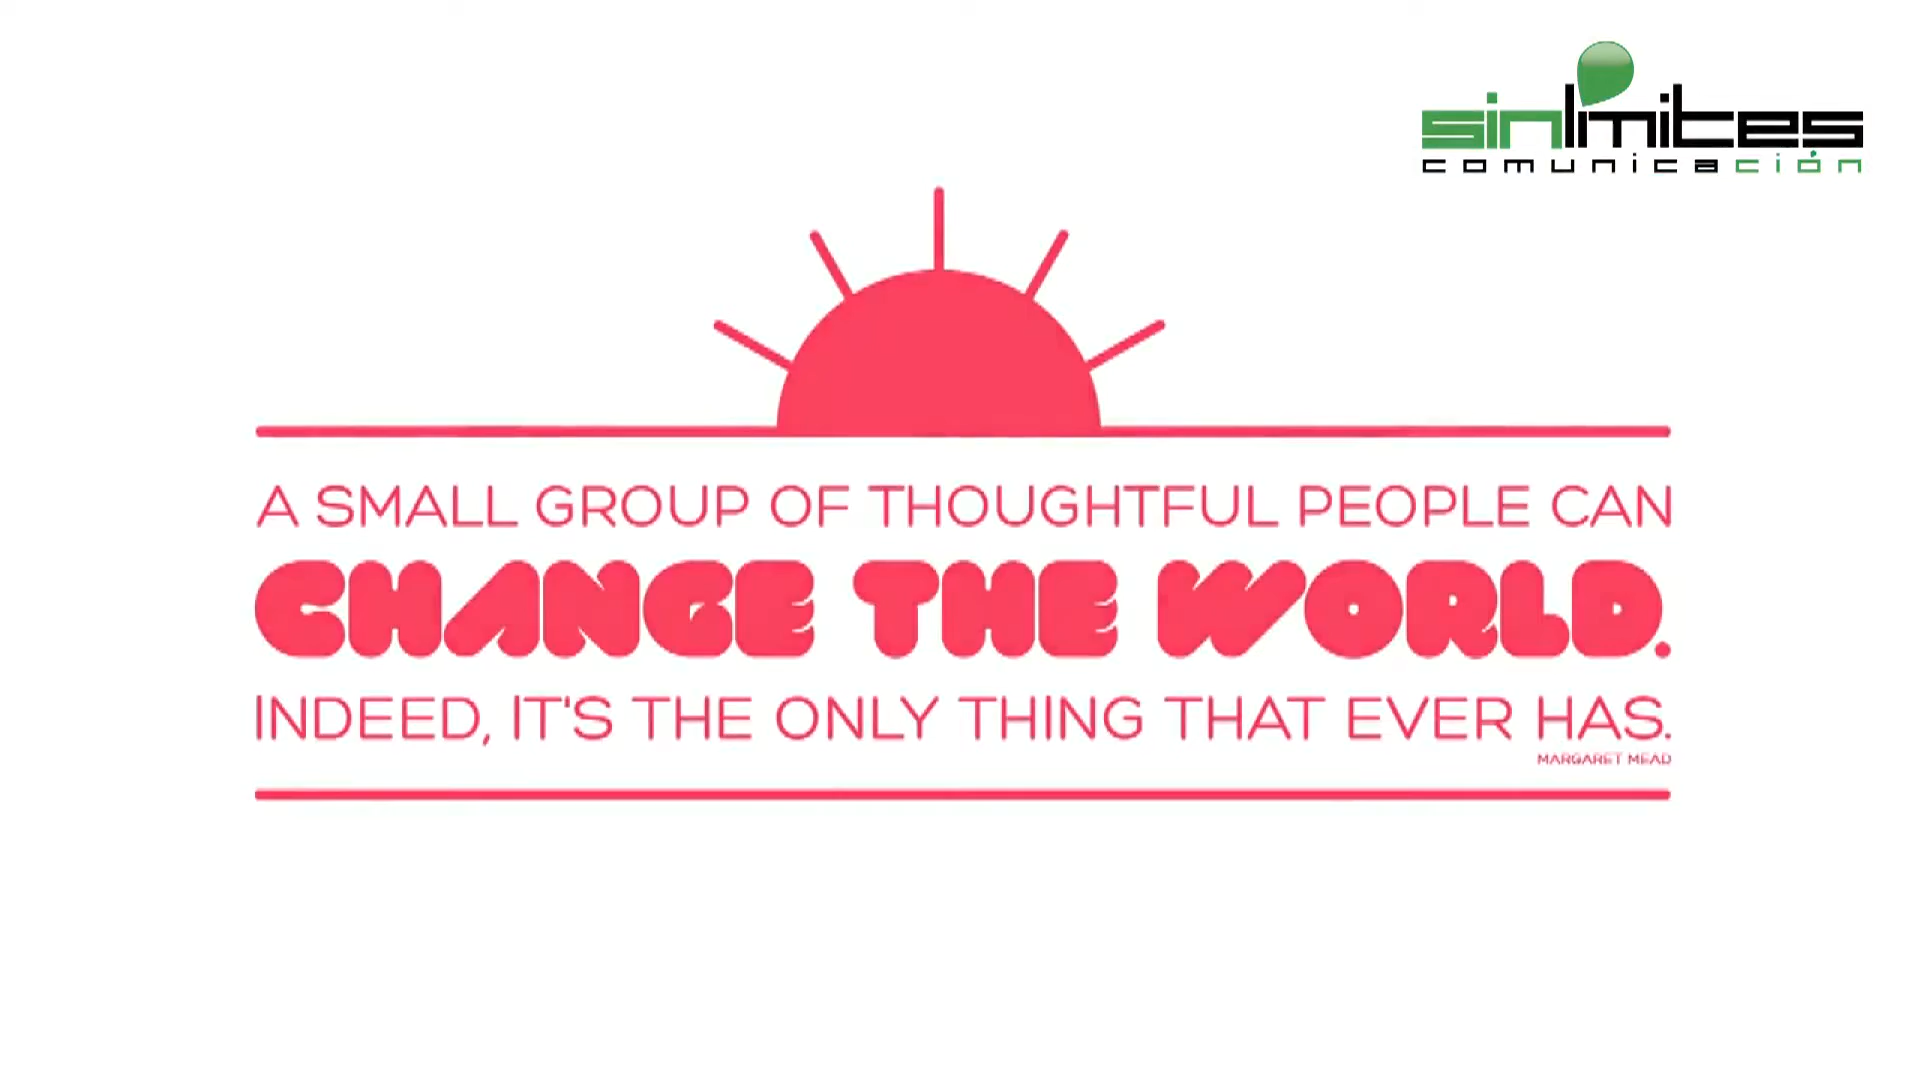 sinlimites
comunicación
A SMALL GROUP OF THOUGHTFUL PEOPLE CAN
CHANGE THE WORLD.
INDEED, IT'S THE ONLY THING THAT EVER HAS.
MARGARET MEAD